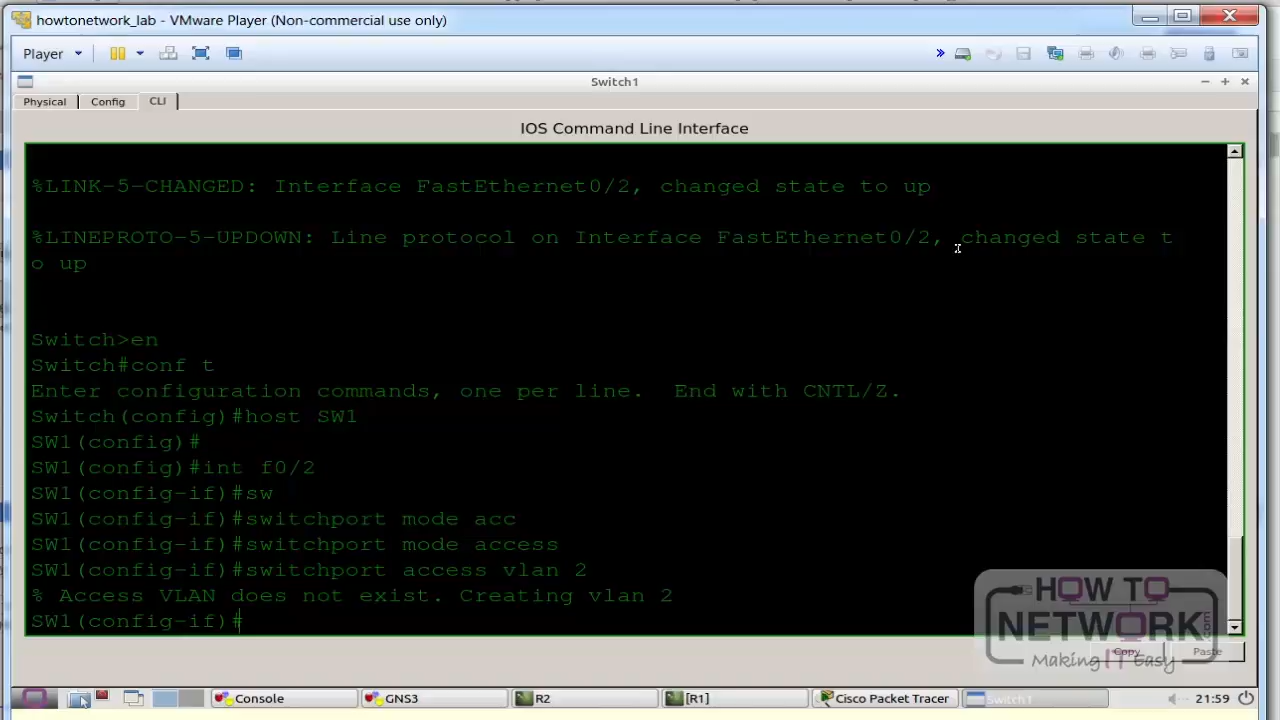 howtonetwork_lab - VMware Player (Non-commercial use only)
Player
»
Switch1
Physical Config CLI
IOS Command Line Interface
%LINK-5-CHANGED: Interface FastEthernet0/2, changed state to up
%LINEPROTO-5-UPDOWN: Line protocol on Interface FastEthernet0/2, changed state t
o up
Switch>en
Switch#conf t
Enter configuration commands, one per line.  End with CNTL/Z.
Switch(config)#host SW1
SW1(config)#
SW1(config)#int f0/2
SW1(config-if)#sw
SW1(config-if)#switchport mode acc
SW1(config-if)#switchport mode access
SW1(config-if)#switchport access vlan 2
% Access VLAN does not exist. Creating vlan 2
SW1(config-if)#
HOW TO
NETWORK.com
Making IT Easy
Copy Paste
Console GNS3 R2 [R1] Cisco Packet Tracer Switch1 21:59